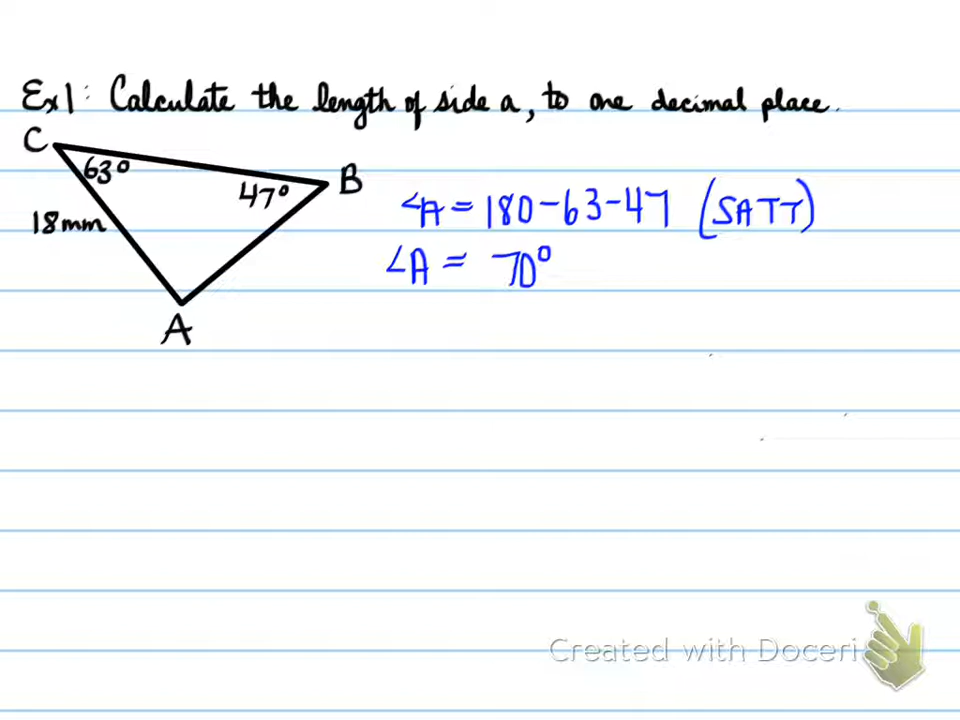 Ex1: Calculate the length of side a, to one decimal place.
C
63°
47°
B
18mm
A
∠A = 180-63-47 (SATT)
∠A = 70°
Created with Doceri